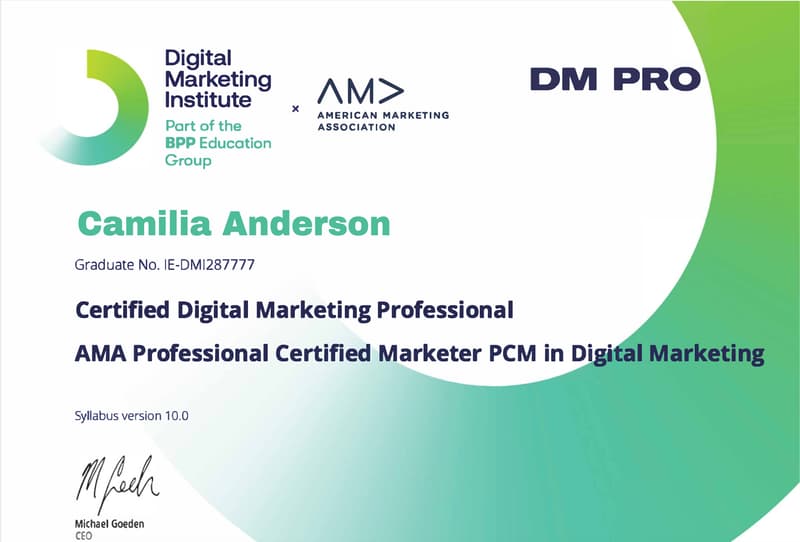 Digital
Marketing
Institute
Part of the
BPP Education
Group
×
AMA
AMERICAN MARKETING
ASSOCIATION
DM PRO
Camilia Anderson
Graduate No. IE-DMI287777
Certified Digital Marketing Professional
AMA Professional Certified Marketer PCM in Digital Marketing
Syllabus version 10.0
Michael Goeden
CEO